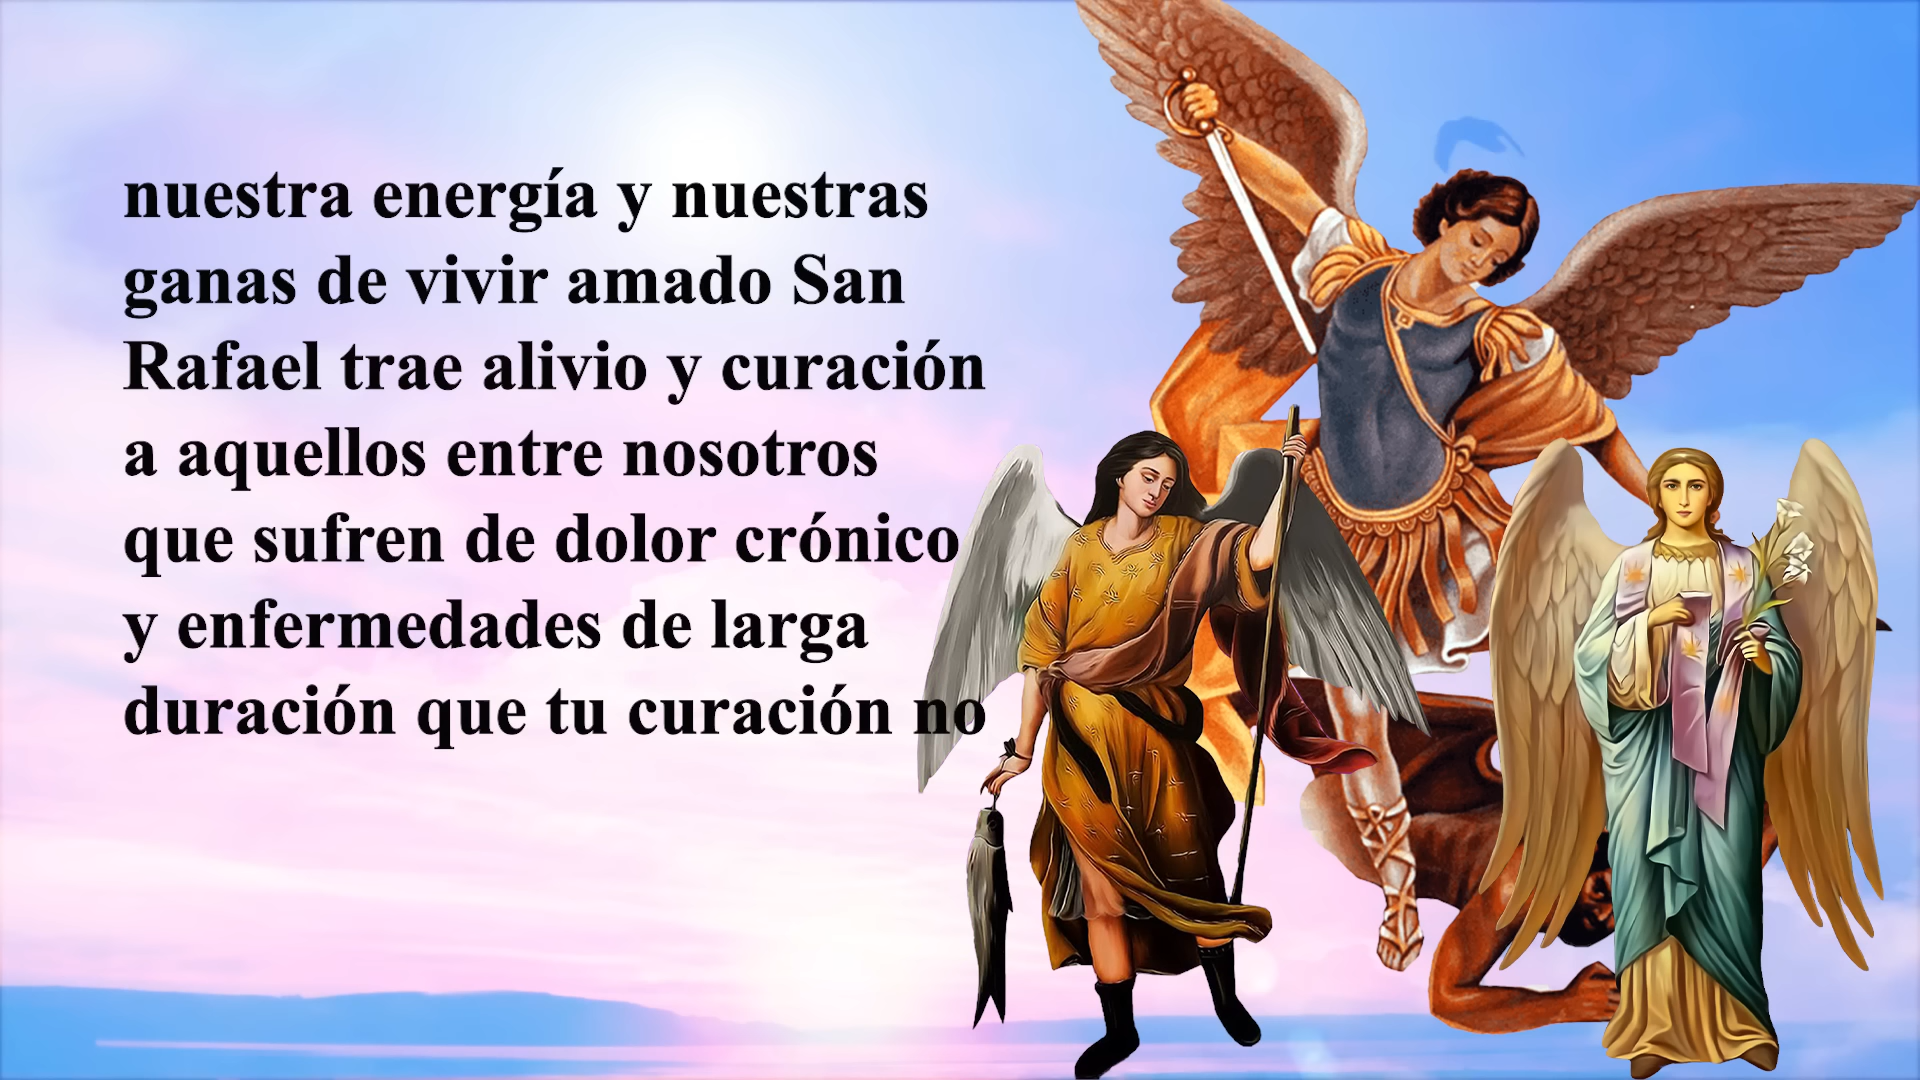 nuestra energía y nuestras
ganas de vivir amado San
Rafael trae alivio y curación
a aquellos entre nosotros
que sufren de dolor crónico
y enfermedades de larga
duración que tu curación no